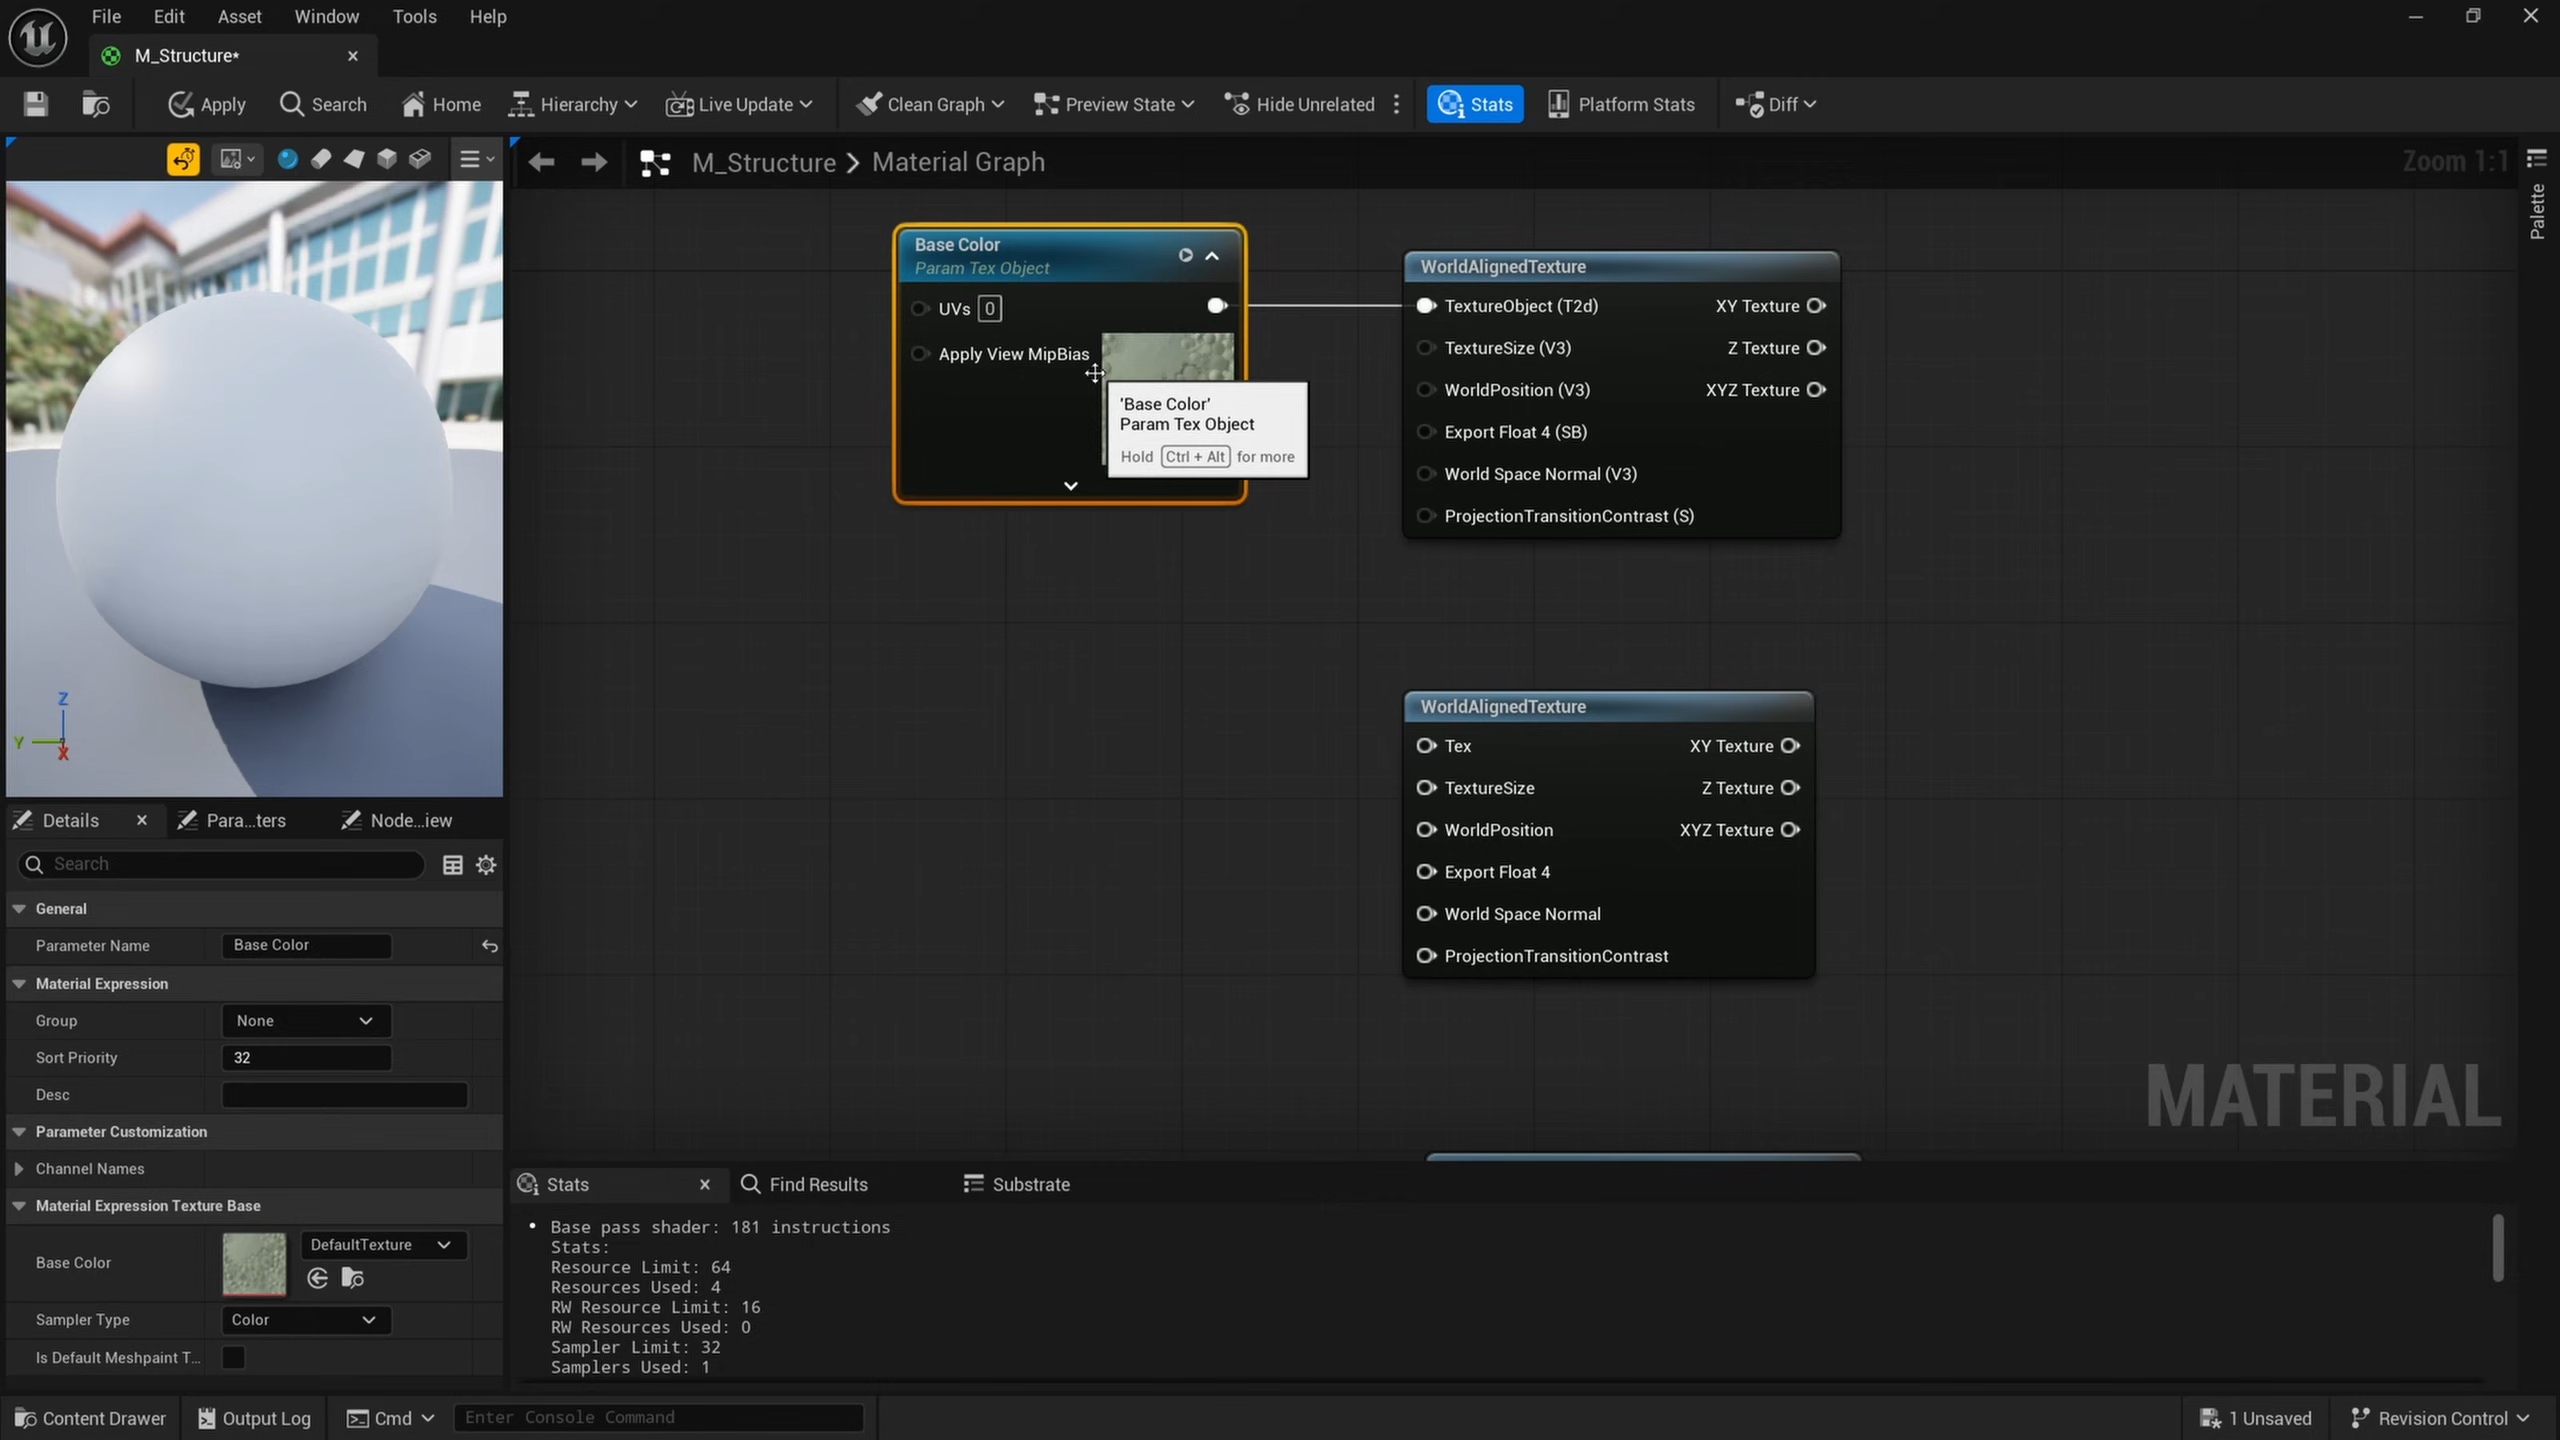 File Edit Asset Window Tools Help
M_Structure*
Apply Search Home Hierarchy Live Update Clean Graph Preview State Hide Unrelated Stats Platform Stats Diff
M_Structure Material Graph
Zoom 1:1
Palette
Base Color
Param Tex Object
UVs 0
Apply View MipBias
'Base Color'
Param Tex Object
Hold Ctrl + Alt for more
WorldAlignedTexture
TextureObject (T2d) XY Texture
TextureSize (V3) Z Texture
WorldPosition (V3) XYZ Texture
Export Float 4 (SB)
World Space Normal (V3)
ProjectionTransitionContrast (S)
WorldAlignedTexture
Tex XY Texture
TextureSize Z Texture
WorldPosition XYZ Texture
Export Float 4
World Space Normal
ProjectionTransitionContrast
MATERIAL
Z
Y
X
Details Para...ters Node...iew
Search
General
Parameter Name Base Color
Material Expression
Group None
Sort Priority 32
Desc
Parameter Customization
Channel Names
Material Expression Texture Base
Base Color DefaultTexture
Sampler Type Color
Is Default Meshpaint T...
Stats Find Results Substrate
Base pass shader: 181 instructions
Stats:
Resource Limit: 64
Resources Used: 4
RW Resource Limit: 16
RW Resources Used: 0
Sampler Limit: 32
Samplers Used: 1
Content Drawer Output Log Cmd Enter Console Command 1 Unsaved Revision Control